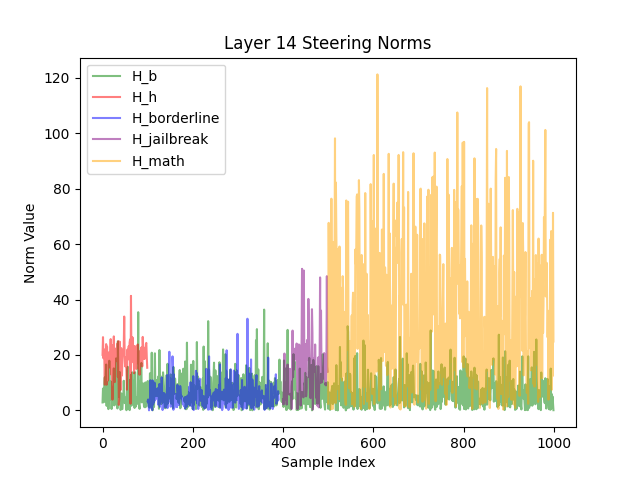 Layer 14 Steering Norms
H_b
H_h
H_borderline
H_jailbreak
H_math
Norm Value
120
100
80
60
40
20
0
0 200 400 600 800 1000
Sample Index